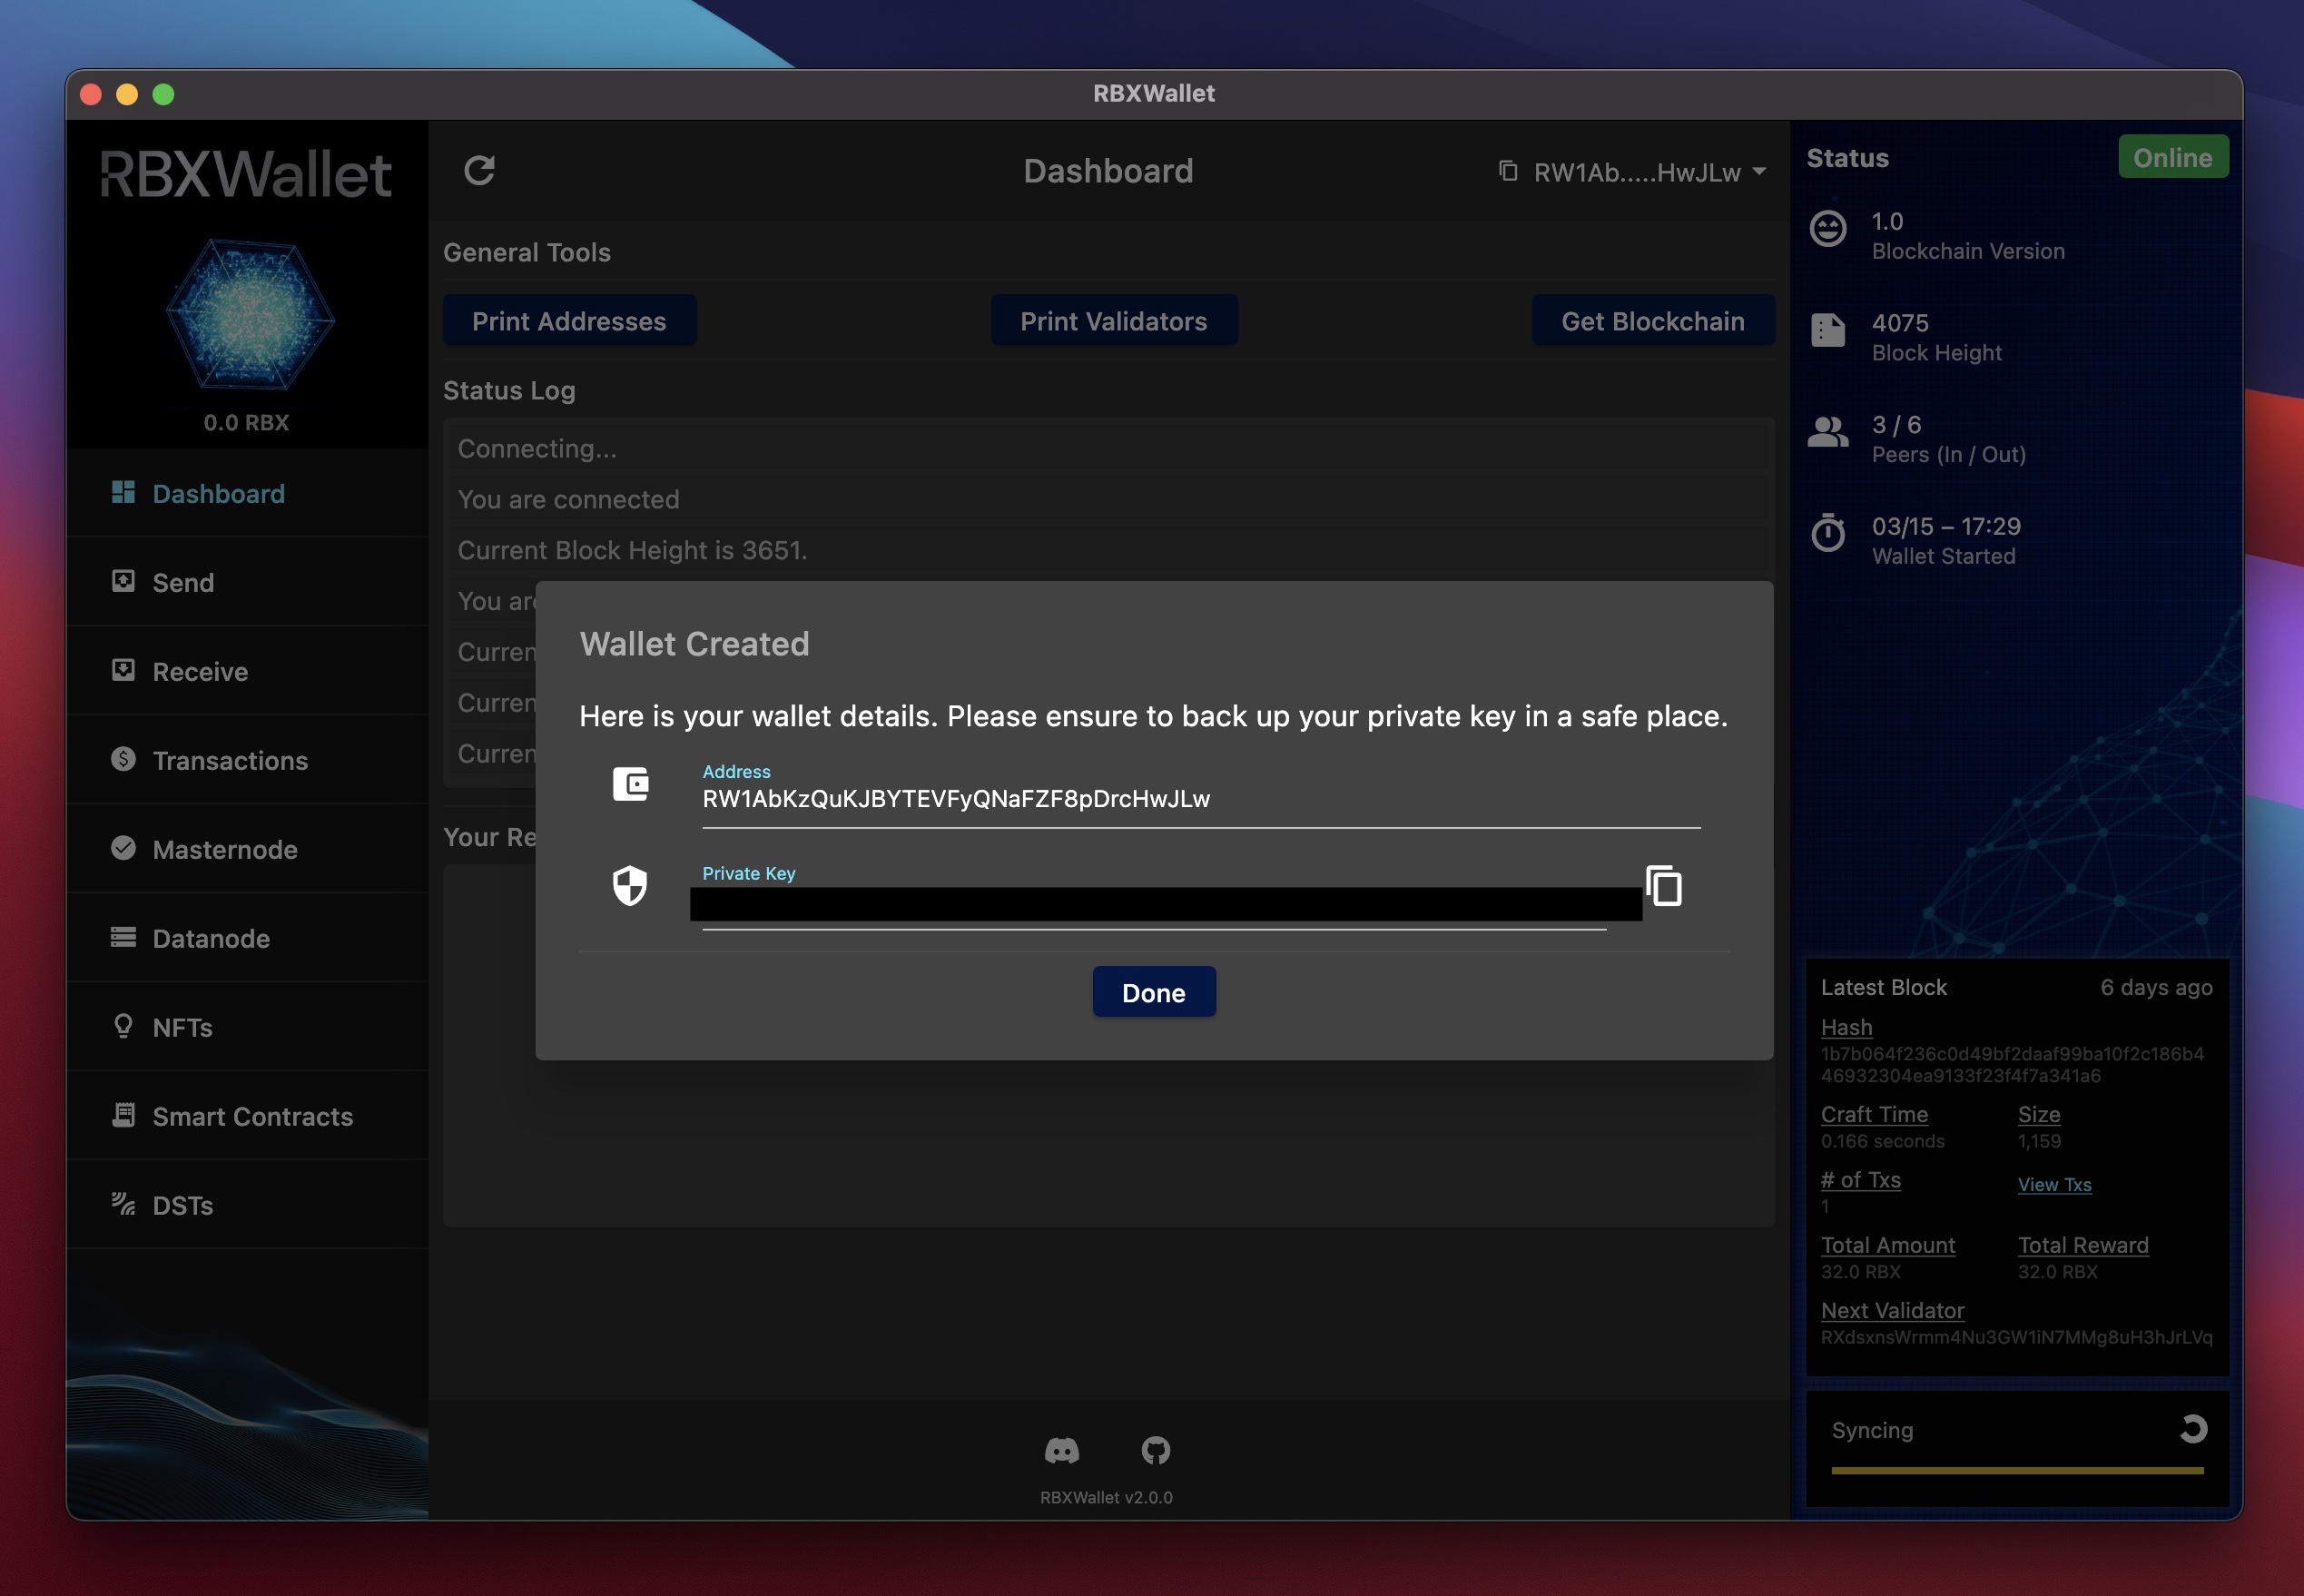 RBXWallet
RBXWallet
0.0 RBX
Dashboard
Send
Receive
Transactions
Masternode
Datanode
NFTs
Smart Contracts
DSTs
Dashboard
RW1Ab.....HwJLw
General Tools
Print Addresses
Print Validators
Get Blockchain
Status Log
Connecting...
You are connected
Current Block Height is 3651.
You are
Curren
Curren
Curren
Your Re
Wallet Created
Here is your wallet details. Please ensure to back up your private key in a safe place.
Address
RW1AbKzQuKJBYTEVFyQNaFZF8pDrcHwJLw
Private Key
Done
RBXWallet v2.0.0
Status
Online
1.0
Blockchain Version
4075
Block Height
3 / 6
Peers (In / Out)
03/15 – 17:29
Wallet Started
Latest Block
6 days ago
Hash
1b7b064f236c0d49bf2daaf99ba10f2c186b4
46932304ea9133f23f4f7a341a6
Craft Time
Size
0.166 seconds
1,159
# of Txs
View Txs
1
Total Amount
Total Reward
32.0 RBX
32.0 RBX
Next Validator
RXdsxnsWrmm4Nu3GW1iN7MMg8uH3hJrLVq
Syncing